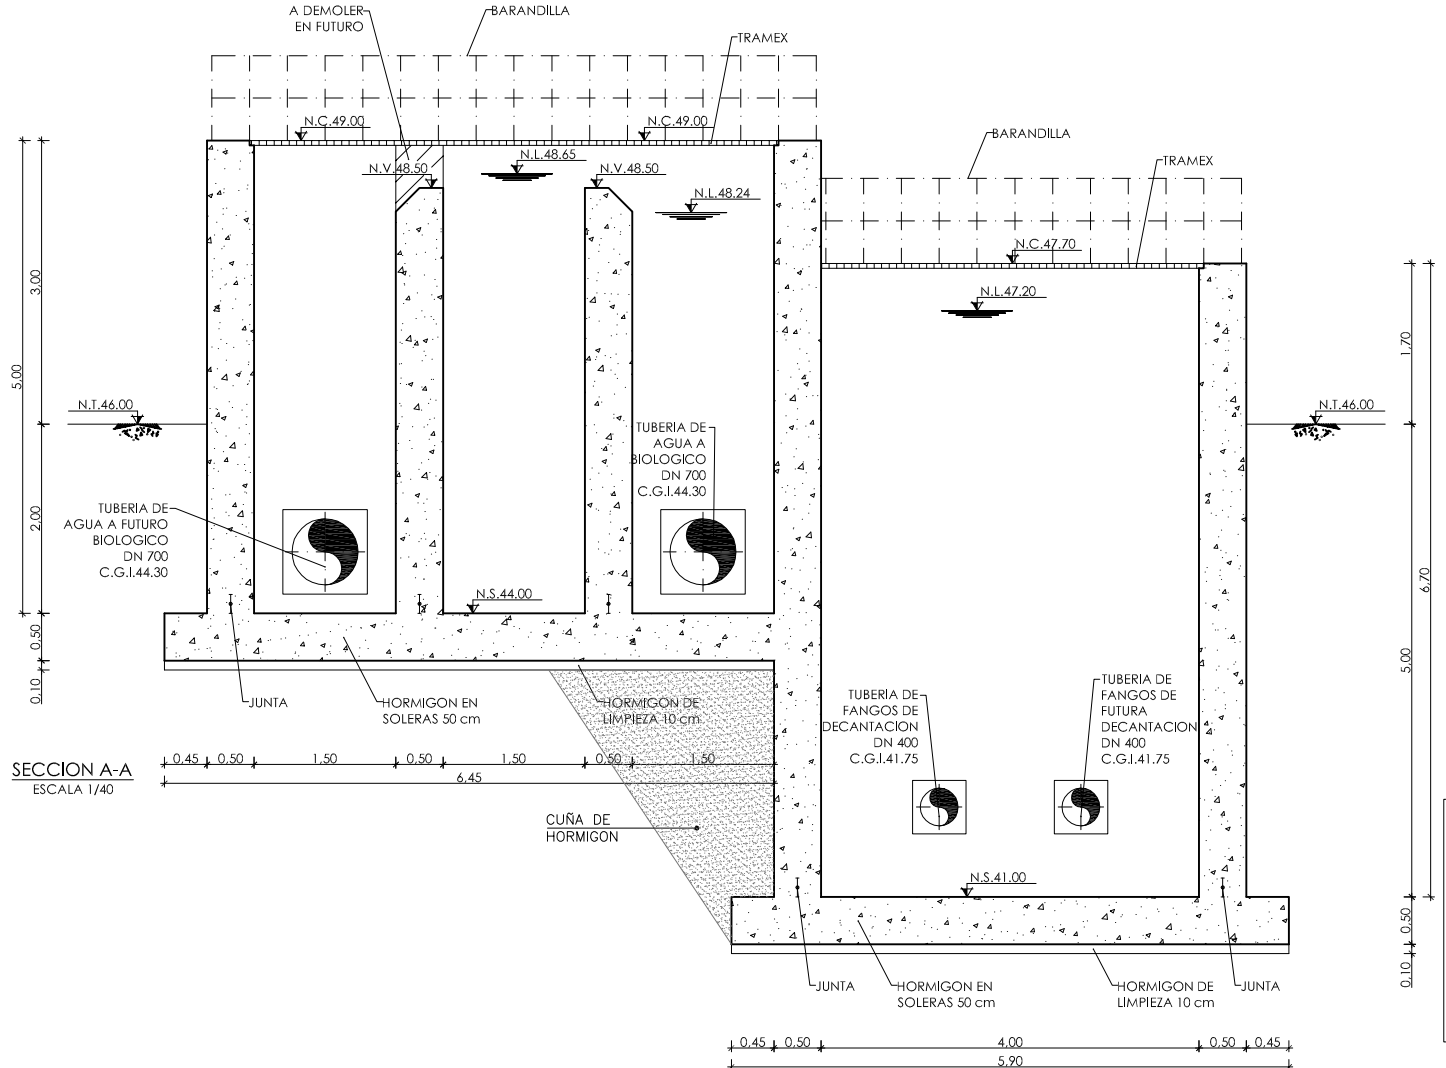 A DEMOLER
EN FUTURO
BARANDILLA
TRAMEX
N.C.49.00
N.C.49.00
N.L.48.65
N.V.48.50
N.V.48.50
N.L.48.24
BARANDILLA
TRAMEX
N.C.47.70
N.L.47.20
3,00
5,00
1,70
N.T.46.00
N.T.46.00
TUBERIA DE
AGUA A
BIOLOGICO
DN 700
C.G.I.44.30
TUBERIA DE
AGUA A FUTURO
BIOLOGICO
DN 700
C.G.I.44.30
2,00
6,70
N.S.44.00
0,50
0,10
5,00
JUNTA
HORMIGON EN
SOLERAS 50 cm
HORMIGON DE
LIMPIEZA 10 cm
TUBERIA DE
FANGOS DE
DECANTACION
DN 400
C.G.I.41.75
TUBERIA DE
FANGOS DE
FUTURA
DECANTACION
DN 400
C.G.I.41.75
0,45 0,50 1,50 0,50 1,50 0,50 1,50
6,45
SECCION A-A
ESCALA 1/40
CUÑA DE
HORMIGON
N.S.41.00
0,50
0,10
JUNTA
HORMIGON EN
SOLERAS 50 cm
HORMIGON DE
LIMPIEZA 10 cm
JUNTA
0,45 0,50 4,00 0,50 0,45
5,90